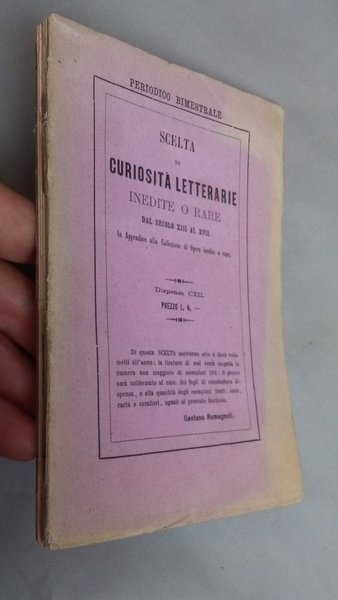 PERIODICO BIMESTRALE
SCELTA
DI
CURIOSITÀ LETTERARIE
INEDITE O RARE
DAL SECOLO XIII AL XVII.
In Appendice alla Collezione di Opere inedite o rare.
Dispensa CXII.
PREZZO L. 4. —
Di questa SCELTA usciranno otto o dieci volu-
metti all'anno: la tiratura di essi verrà eseguita in
numero non maggiore di esemplari 202: il prezzo
sarà uniformato al num. dei fogli di ciascheduna di-
spensa, e alla quantità degli esemplari tirati: sesto,
carta e caratteri, uguali al presente fascicolo.
Gaetano Romagnoli.